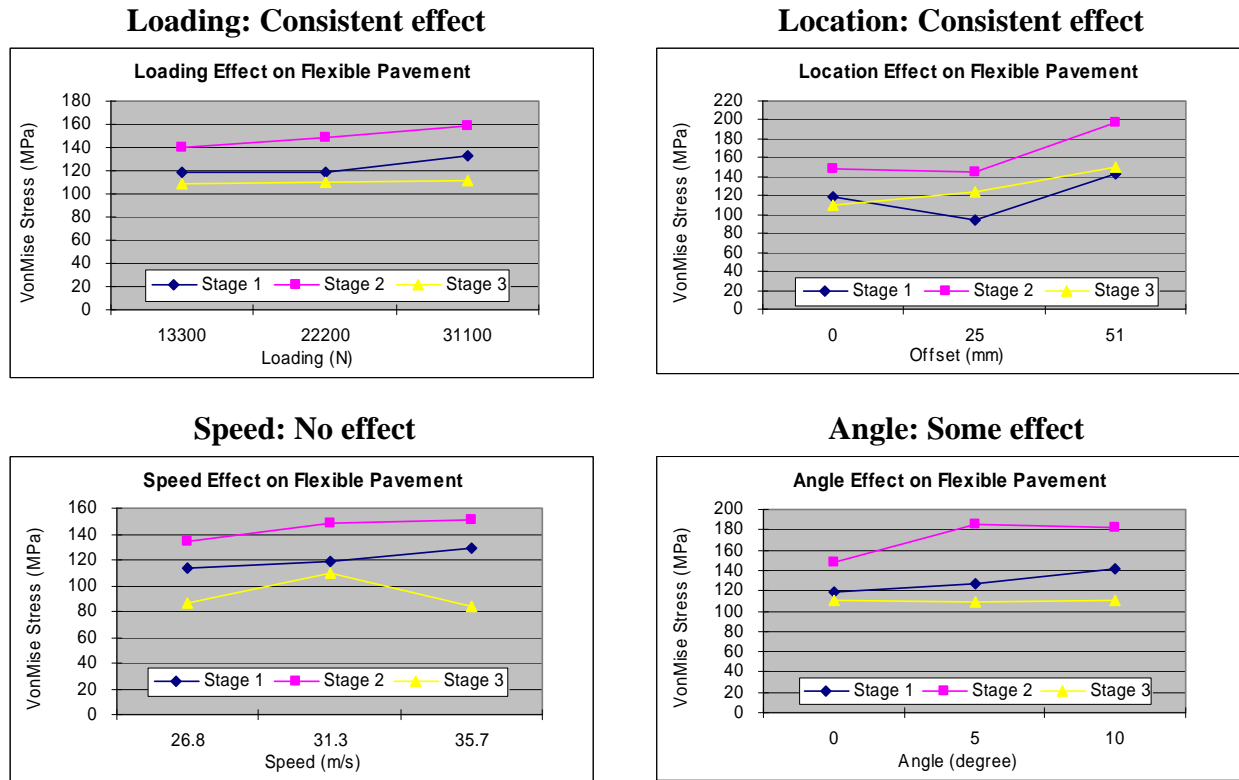 Loading: Consistent effect
Loading Effect on Flexible Pavement
VonMise Stress (MPa)
180
160
140
120
100
80
60
40
20
0
Stage 1 Stage 2 Stage 3
13300 22200 31100
Loading (N)
Location: Consistent effect
Location Effect on Flexible Pavement
VonMise Stress (MPa)
220
200
180
160
140
120
100
80
60
40
20
0
Stage 1 Stage 2 Stage 3
0 25 51
Offset (mm)
Speed: No effect
Speed Effect on Flexible Pavement
VonMise Stress (MPa)
160
140
120
100
80
60
40
20
0
Stage 1 Stage 2 Stage 3
26.8 31.3 35.7
Speed (m/s)
Angle: Some effect
Angle Effect on Flexible Pavement
VonMise Stress (MPa)
200
180
160
140
120
100
80
60
40
20
0
Stage 1 Stage 2 Stage 3
0 5 10
Angle (degree)